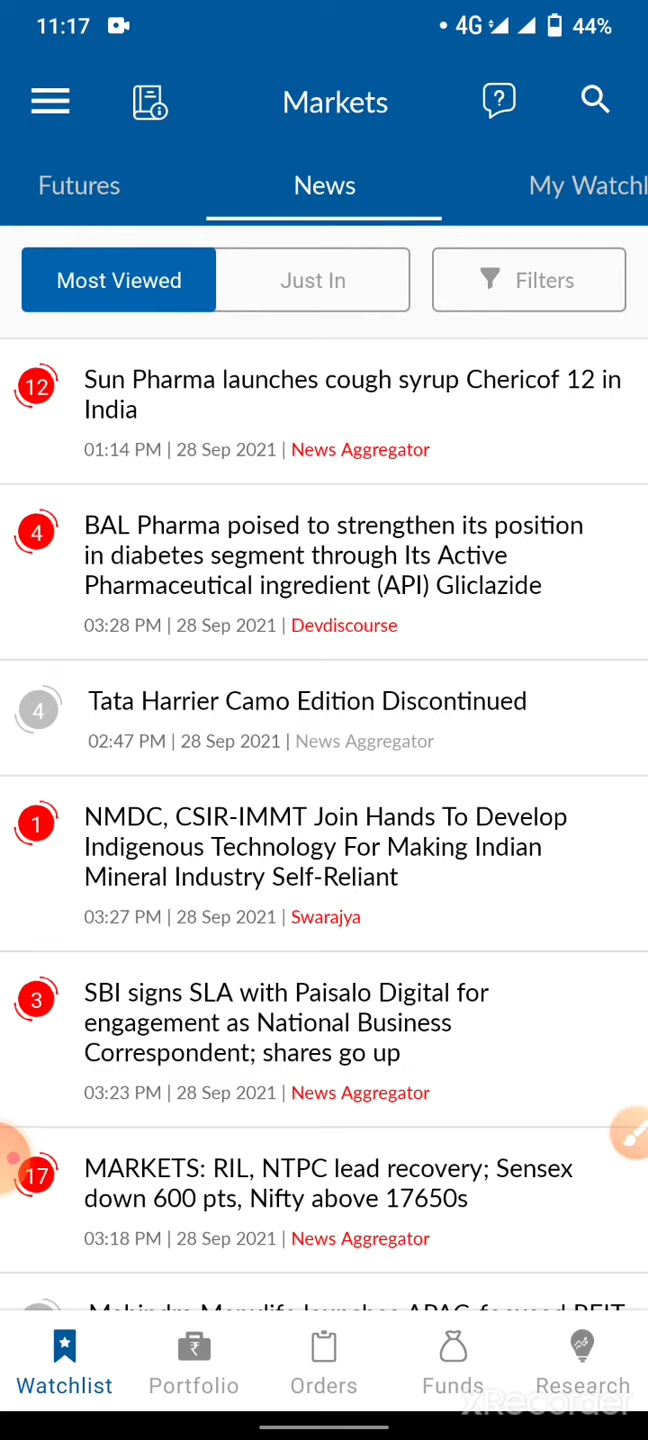 11:17
4G 44%
Markets
Futures News My Watchl
Most Viewed Just In Filters
12 Sun Pharma launches cough syrup Chericof 12 in
India
01:14 PM | 28 Sep 2021 | News Aggregator
4 BAL Pharma poised to strengthen its position
in diabetes segment through Its Active
Pharmaceutical ingredient (API) Gliclazide
03:28 PM | 28 Sep 2021 | Devdiscourse
4 Tata Harrier Camo Edition Discontinued
02:47 PM | 28 Sep 2021 | News Aggregator
1 NMDC, CSIR-IMMT Join Hands To Develop
Indigenous Technology For Making Indian
Mineral Industry Self-Reliant
03:27 PM | 28 Sep 2021 | Swarajya
3 SBI signs SLA with Paisalo Digital for
engagement as National Business
Correspondent; shares go up
03:23 PM | 28 Sep 2021 | News Aggregator
17 MARKETS: RIL, NTPC lead recovery; Sensex
down 600 pts, Nifty above 17650s
03:18 PM | 28 Sep 2021 | News Aggregator
Mahindra Manulife launches APAC-focused REIT
Watchlist Portfolio Orders Funds Research
XRecorder